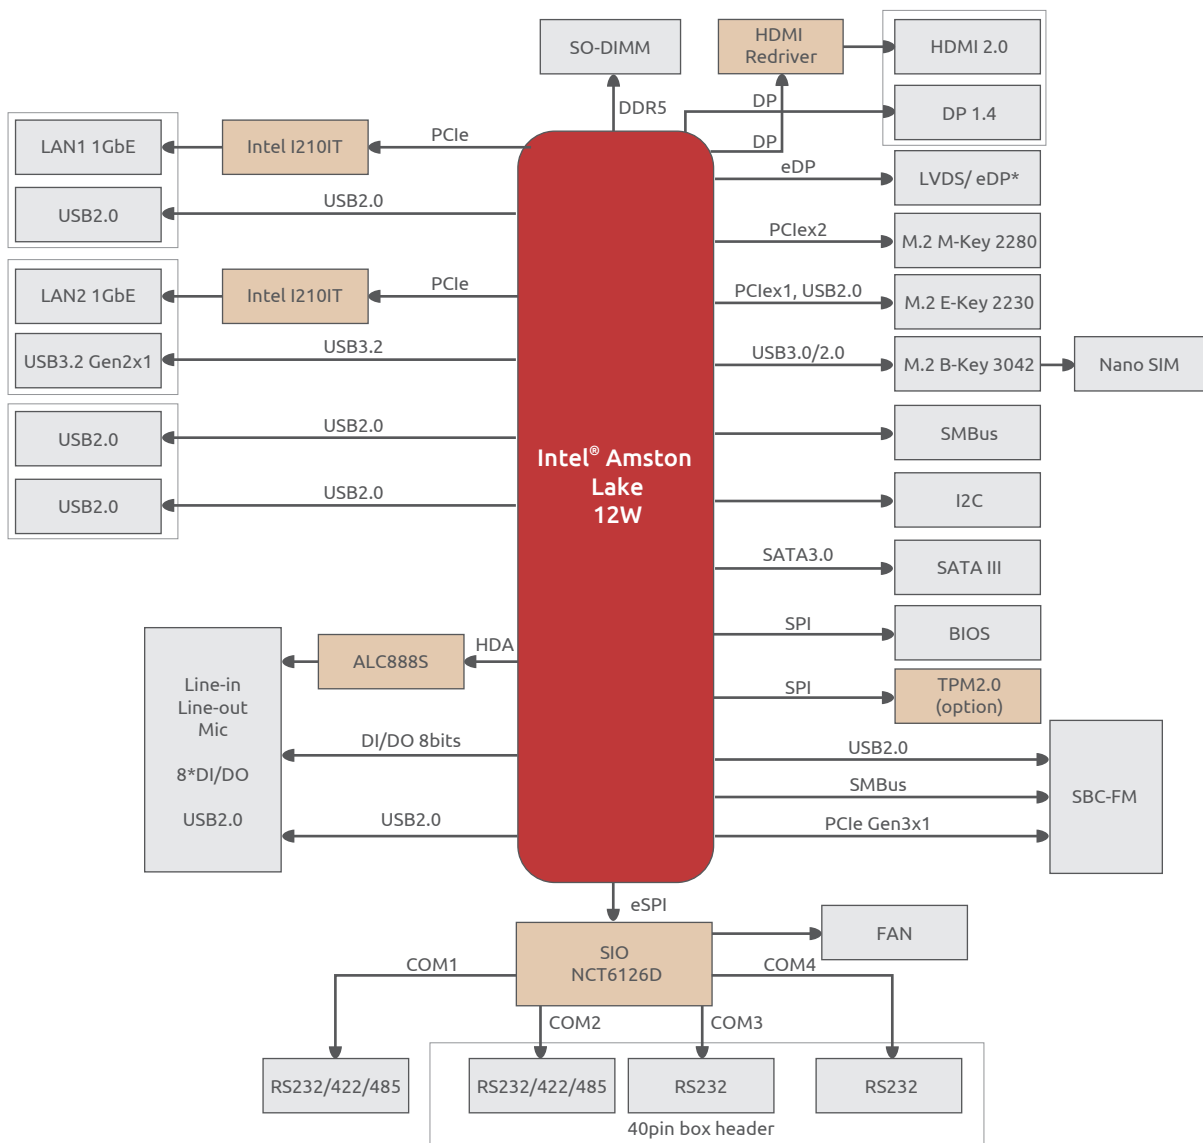 SO-DIMM
HDMI
Redriver
HDMI 2.0
DDR5
DP
DP 1.4
DP
LAN1 1GbE
Intel I210IT
PCIe
eDP
LVDS/ eDP*
USB2.0
USB2.0
PCIex2
M.2 M-Key 2280
LAN2 1GbE
Intel I210IT
PCIe
PCIex1, USB2.0
M.2 E-Key 2230
USB3.2 Gen2x1
USB3.2
USB3.0/2.0
M.2 B-Key 3042
Nano SIM
USB2.0
USB2.0
SMBus
Intel® Amston
Lake
12W
USB2.0
USB2.0
I2C
SATA3.0
SATA III
SPI
BIOS
HDA
ALC888S
SPI
TPM2.0
(option)
Line-in
Line-out
Mic
8*DI/DO
USB2.0
DI/DO 8bits
USB2.0
USB2.0
SMBus
PCIe Gen3x1
SBC-FM
eSPI
SIO
NCT6126D
FAN
COM1
COM4
COM2
COM3
RS232/422/485
RS232/422/485
RS232
RS232
40pin box header